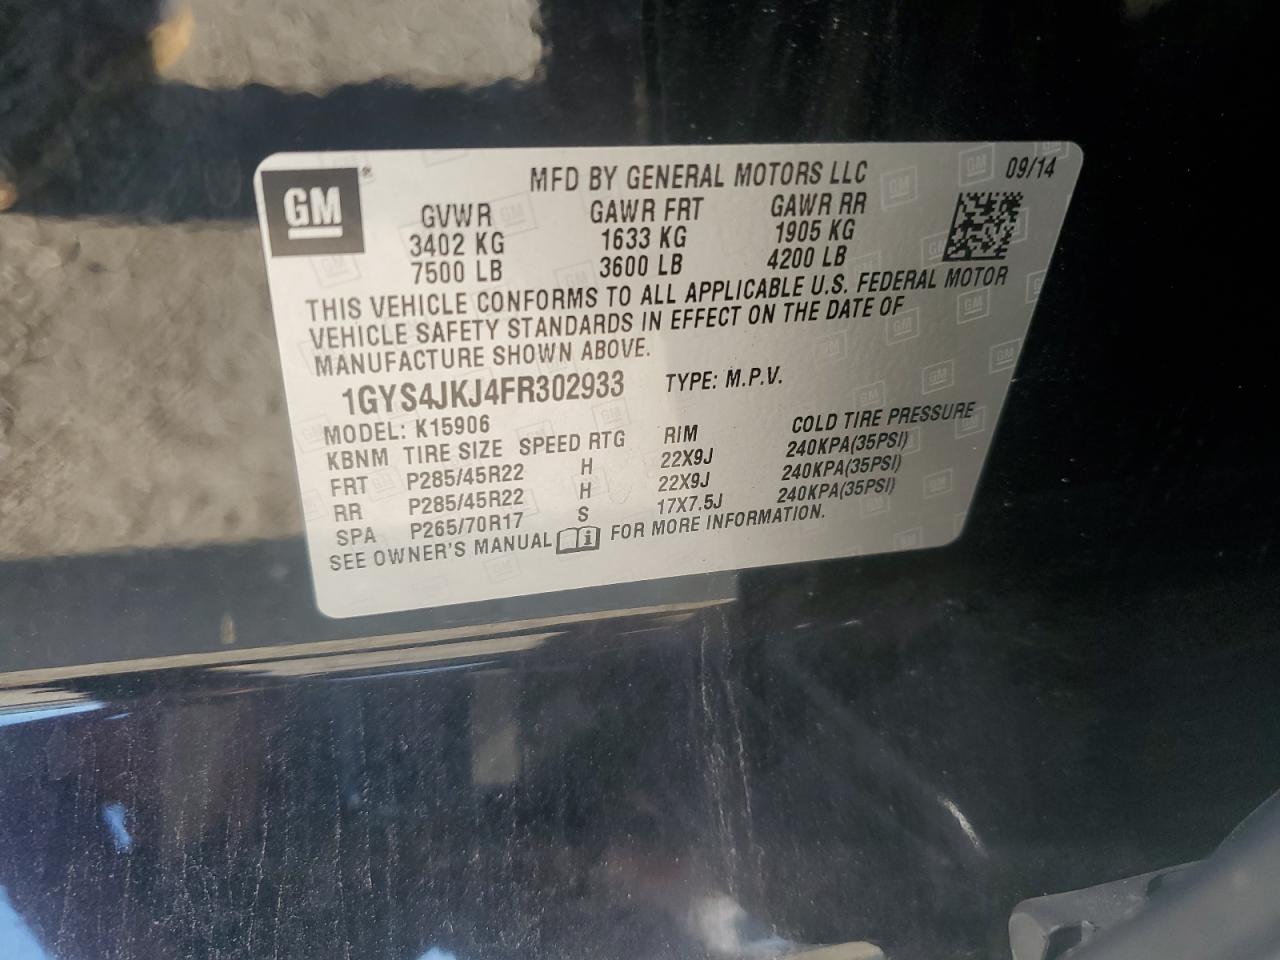 GM®
MFD BY GENERAL MOTORS LLC 09/14
GVWR GAWR FRT GAWR RR
3402 KG 1633 KG 1905 KG
7500 LB 3600 LB 4200 LB
THIS VEHICLE CONFORMS TO ALL APPLICABLE U.S. FEDERAL MOTOR
VEHICLE SAFETY STANDARDS IN EFFECT ON THE DATE OF
MANUFACTURE SHOWN ABOVE.
1GYS4JKJ4FR302933 TYPE: M.P.V.
MODEL: K15906
KBNM TIRE SIZE SPEED RTG RIM COLD TIRE PRESSURE
FRT P285/45R22 H 22X9J 240KPA(35PSI)
RR P285/45R22 H 22X9J 240KPA(35PSI)
SPA P265/70R17 S 17X7.5J 240KPA(35PSI)
SEE OWNER'S MANUAL FOR MORE INFORMATION.